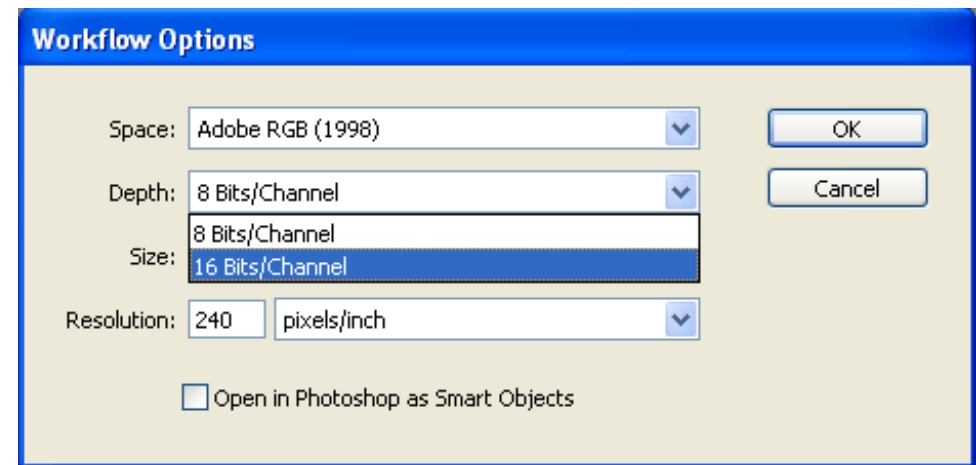 Workflow Options
Space: Adobe RGB (1998) OK
Depth: 8 Bits/Channel Cancel
8 Bits/Channel
Size: 16 Bits/Channel
Resolution: 240 pixels/inch
Open in Photoshop as Smart Objects